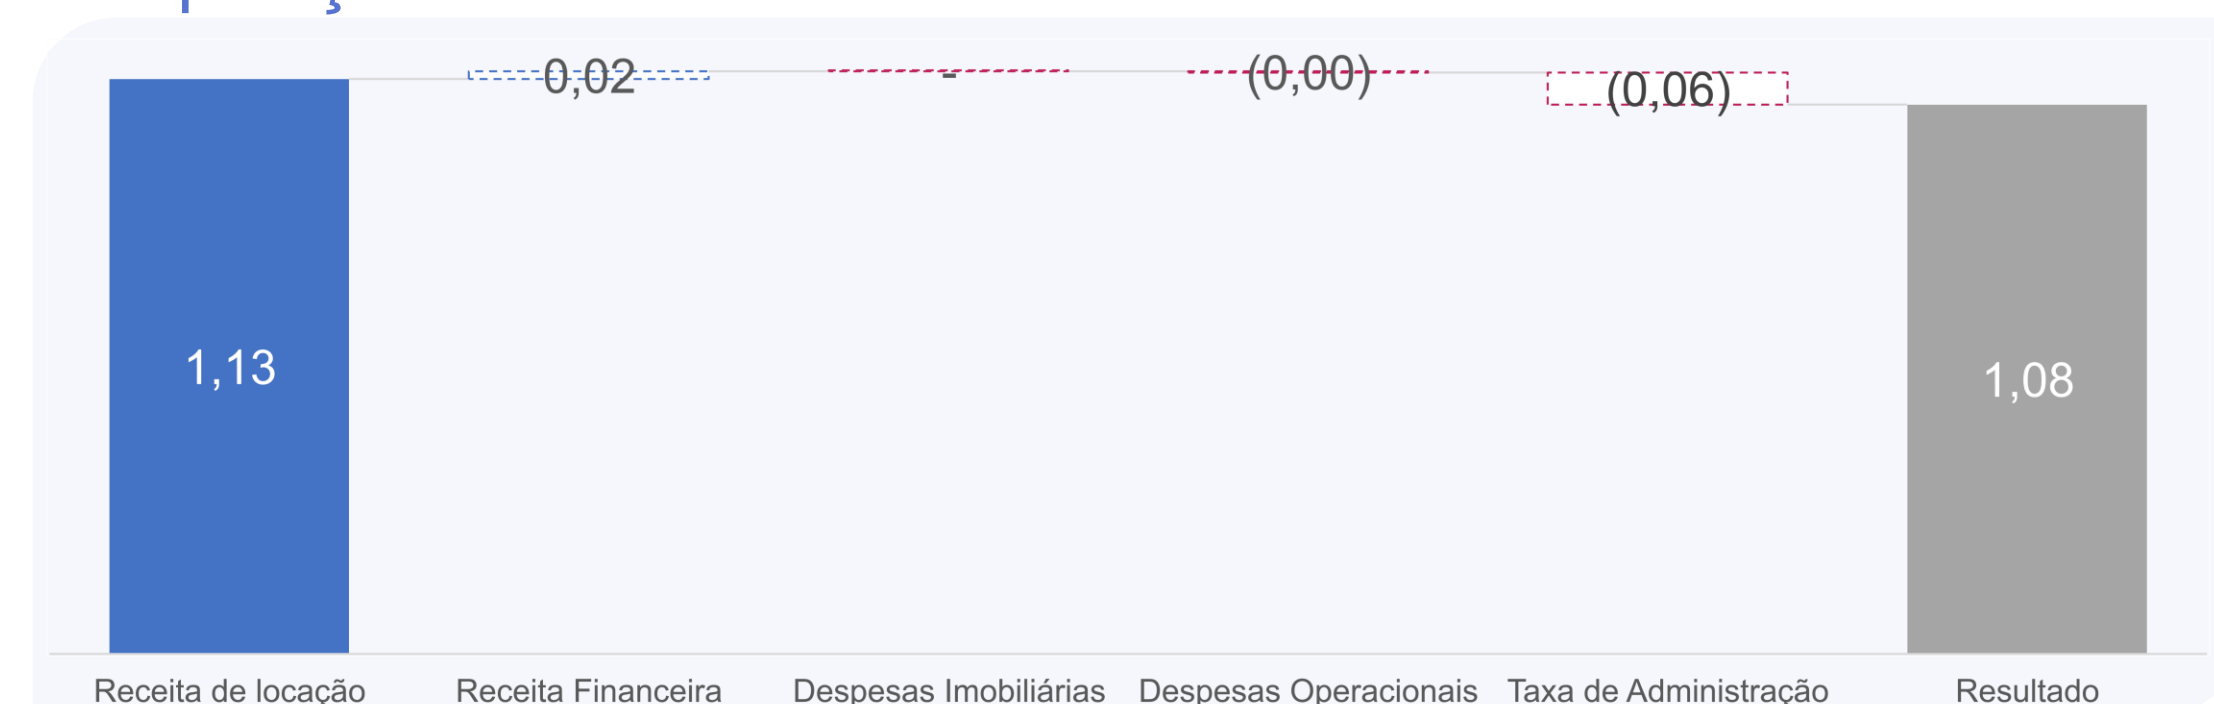 0,02
-
(0,00)
(0,06)
1,13
1,08
Receita de locação
Receita Financeira
Despesas Imobiliárias
Despesas Operacionais
Taxa de Administração
Resultado